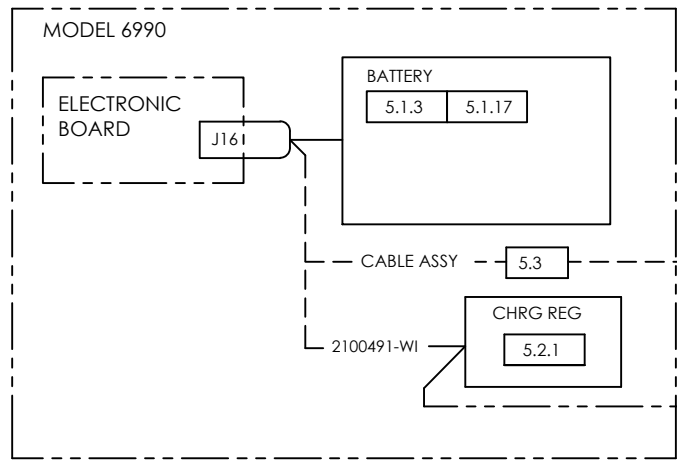 MODEL 6990
ELECTRONIC
BOARD
J16
BATTERY
5.1.3 5.1.17
CABLE ASSY 5.3
CHRG REG
2100491-WI 5.2.1